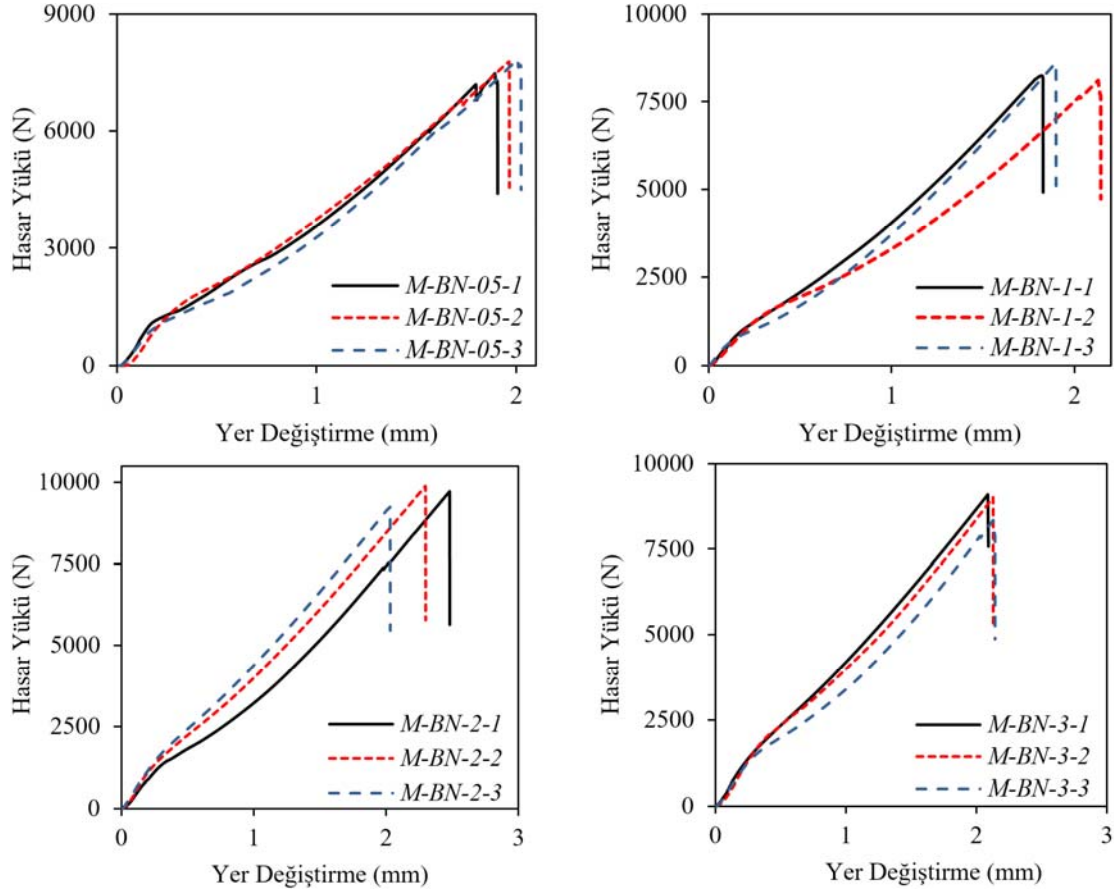 Hasar Yükü (N)
9000
6000
3000
0
M-BN-05-1
M-BN-05-2
M-BN-05-3
0 1 2
Yer Değiştirme (mm)
Hasar Yükü (N)
10000
7500
5000
2500
0
M-BN-1-1
M-BN-1-2
M-BN-1-3
0 1 2
Yer Değiştirme (mm)
Hasar Yükü (N)
10000
7500
5000
2500
0
M-BN-2-1
M-BN-2-2
M-BN-2-3
0 1 2 3
Yer Değiştirme (mm)
Hasar Yükü (N)
10000
7500
5000
2500
0
M-BN-3-1
M-BN-3-2
M-BN-3-3
0 1 2 3
Yer Değiştirme (mm)